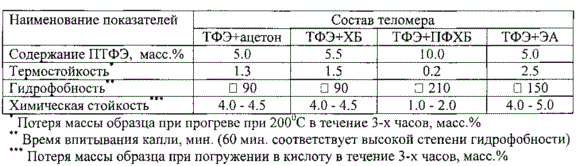 Наименование показателей Состав теломера
ТФЭ+ацетон ТФЭ+ХБ ТФЭ+ПФХБ ТФЭ+ЭА
Содержание ПТФЭ, масс.% 5.0 5.5 10.0 5.0
Термостойкость* 1.3 1.5 0.2 2.5
Гидрофобность** □ 90 □ 90 □ 210 □ 150
Химическая стойкость*** 4.0 - 4.5 4.0 - 4.5 1.0 - 2.0 4.0 - 5.0
* Потеря массы образца при прогреве при 200⁰С в течение 3-х часов, масс.%
** Время впитывания капли, мин. (60 мин. соответствует высокой степени гидрофобности)
*** Потеря массы образца при погружении в кислоту в течение 3-х часов, масс.%